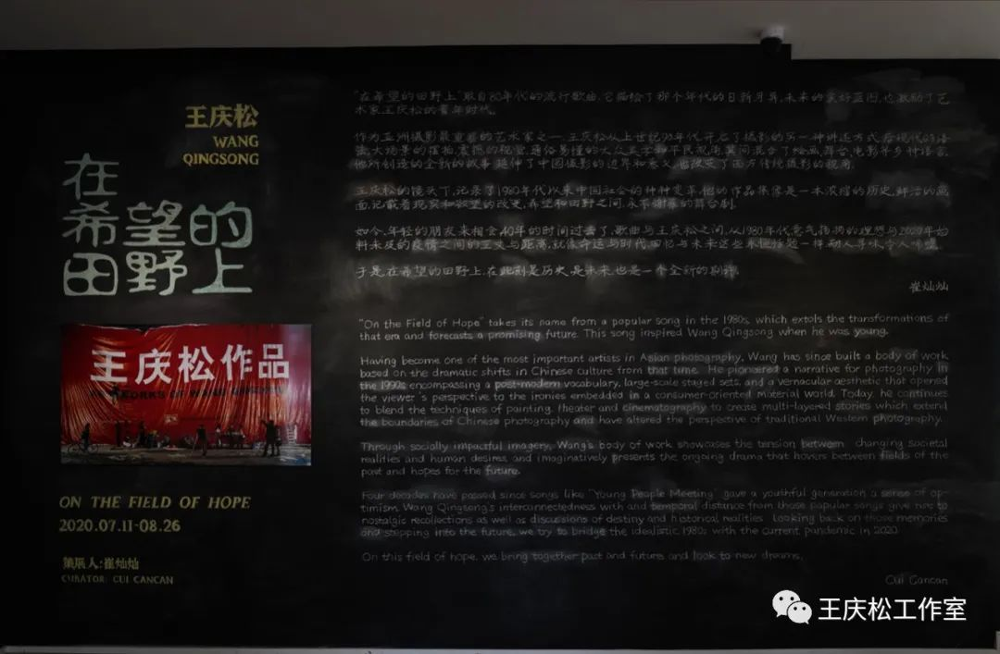 王庆松
WANG
QINGSONG
在
希望的
田野上
王庆松作品
THE WORKS OF WANG QINGSONG
ON THE FIELD OF HOPE
2020.07.11-08.26
策展人:崔灿灿
CURATOR: CUI CANCAN
"在希望的田野上"取自80年代的流行歌曲,它描绘了那个年代的日新月异,未来的美好蓝图,也激励了艺
术家王庆松的青年时代。
作为亚洲摄影最重要的艺术家之一,王庆松从上世纪90年代开启了摄影的另一种讲述方式,后现代的语
言,大场景的摆拍,震撼的视觉,通俗易懂的大众美学和平民视角,其间混合了绘画,舞台,电影等多种语言,
他所创造的全新的故事,延伸了中国摄影的边界和意义,也改变了西方传统摄影的视角。
王庆松的镜头下,记录了1980年代以来中国社会的种种变革,他的作品集像是一本浓缩的历史,鲜活的画
面,记载着现实和欲望的改变,希望和田野之间,永不谢幕的舞台剧。
如今,年轻的朋友来相会,40年的时间过去了,歌曲与王庆松之间,从1980年代意气扬扬的理想与2020年始
料未及的疫情之间的正文与距离,就像命运与时代,回忆与未来这些永恒话题一样,耐人寻味,令人唏嘘。
于是,在希望的田野上,在此刻是历史,是未来,也是一个全新的期待。
崔灿灿
"On the Field of Hope" takes its name from a popular song in the 1980s, which extols the transformations of
that era and forecasts a promising future. This song inspired Wang Qingsong when he was young.
Having become one of the most important artists in Asian photography, Wang has since built a body of work
based on the dramatic shifts in Chinese culture from that time. He pioneered a narrative for photography in
the 1990s encompassing a post-modern vocabulary, large-scale staged sets, and a vernacular aesthetic that opened
the viewer's perspective to the ironies embedded in a consumer-oriented material world. Today, he continues
to blend the techniques of painting, theater and cinematography to create multi-layered stories which extend
the boundaries of Chinese photography and have altered the perspective of traditional Western photography.
Through socially impactful imagery, Wang's body of work showcases the tension between changing societal
realities and human desires, and imaginatively presents the ongoing drama that hovers between fields of the
past and hopes for the future.
Four decades have passed since songs like "Young People Meeting" gave a youthful generation a sense of op-
timism. Wang Qingsong's interconnectedness with and temporal distance from those popular songs give rise to
nostalgic recollections as well as discussions of destiny and historical realities. Looking back on those memories
and stepping into the future, we try to bridge the idealistic 1980s with the current pandemic in 2020.
On this field of hope, we bring together past and future, and look to new dreams.
Cui Cancan
王庆松工作室